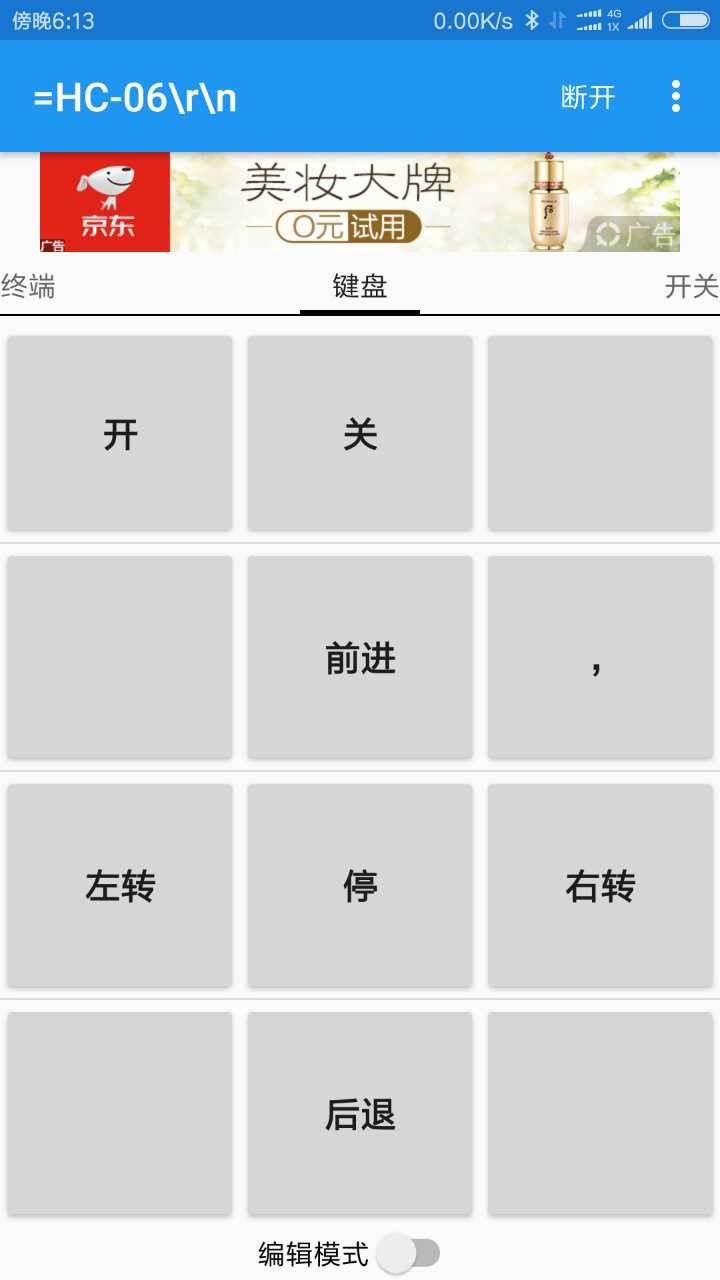 傍晚6:13
0.00K/s 4G 1X
=HC-06\r\n
断开
京东
广告
美妆大牌
0元试用
广告
终端
键盘
开关
开
关
前进
,
左转
停
右转
后退
编辑模式